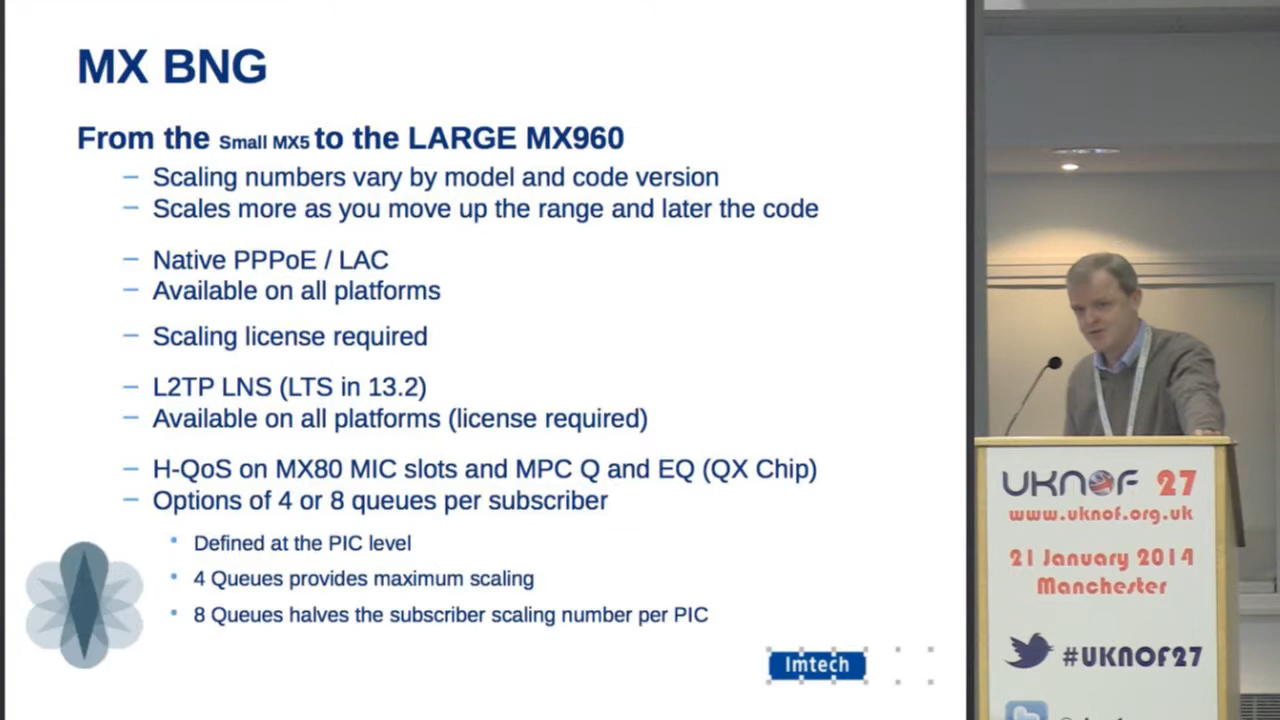 MX BNG
From the Small MX5 to the LARGE MX960
– Scaling numbers vary by model and code version
– Scales more as you move up the range and later the code
– Native PPPoE / LAC
– Available on all platforms
– Scaling license required
– L2TP LNS (LTS in 13.2)
– Available on all platforms (license required)
– H-QoS on MX80 MIC slots and MPC Q and EQ (QX Chip)
– Options of 4 or 8 queues per subscriber
• Defined at the PIC level
• 4 Queues provides maximum scaling
• 8 Queues halves the subscriber scaling number per PIC
Imtech
UKNOF 27
www.uknof.org.uk
21 January 2014
Manchester
#UKNOF27